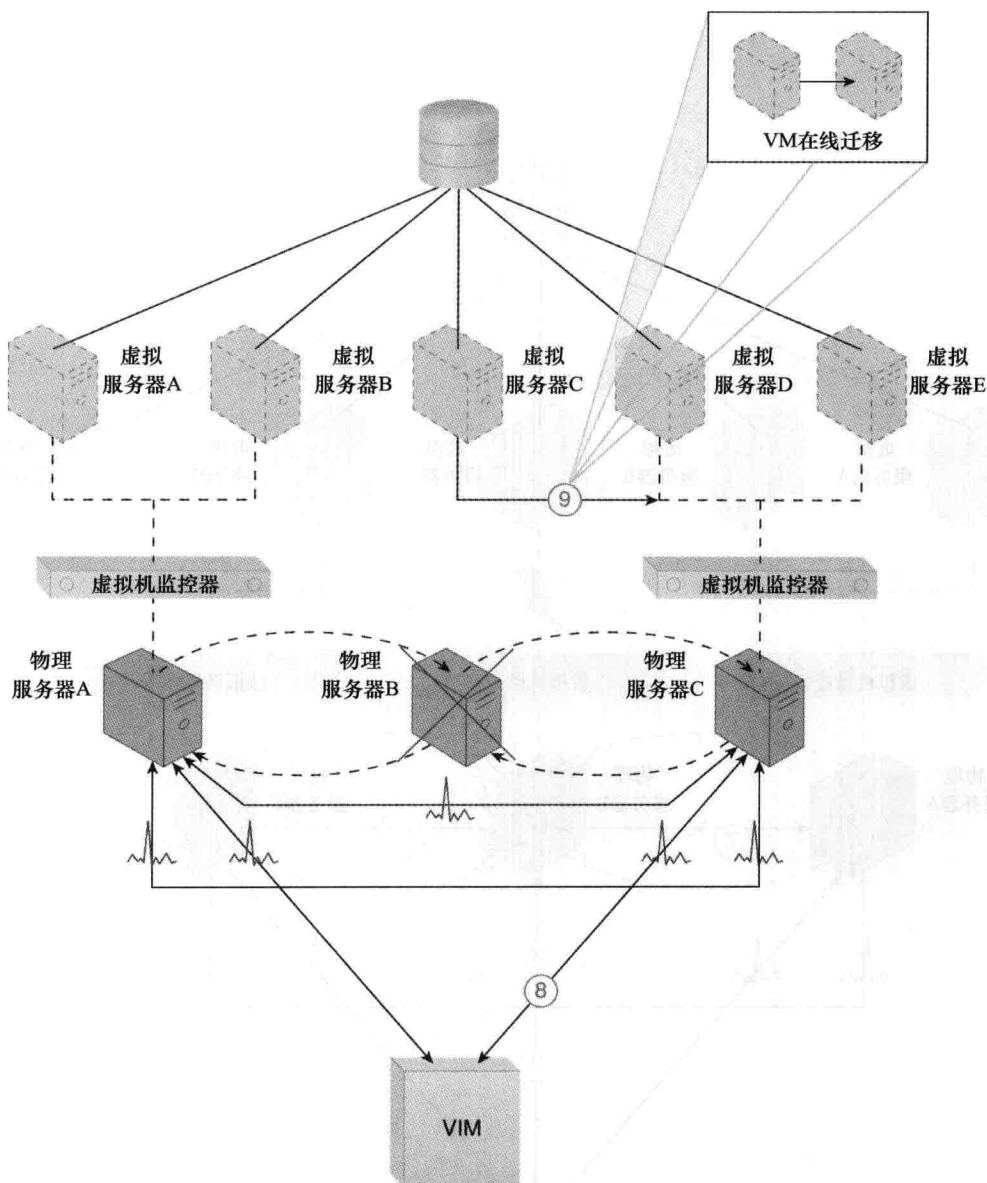 VM在线迁移
虚拟
服务器A
虚拟
服务器B
虚拟
服务器C
虚拟
服务器D
虚拟
服务器E
9
虚拟机监控器
虚拟机监控器
物理
服务器A
物理
服务器B
物理
服务器C
8
VIM